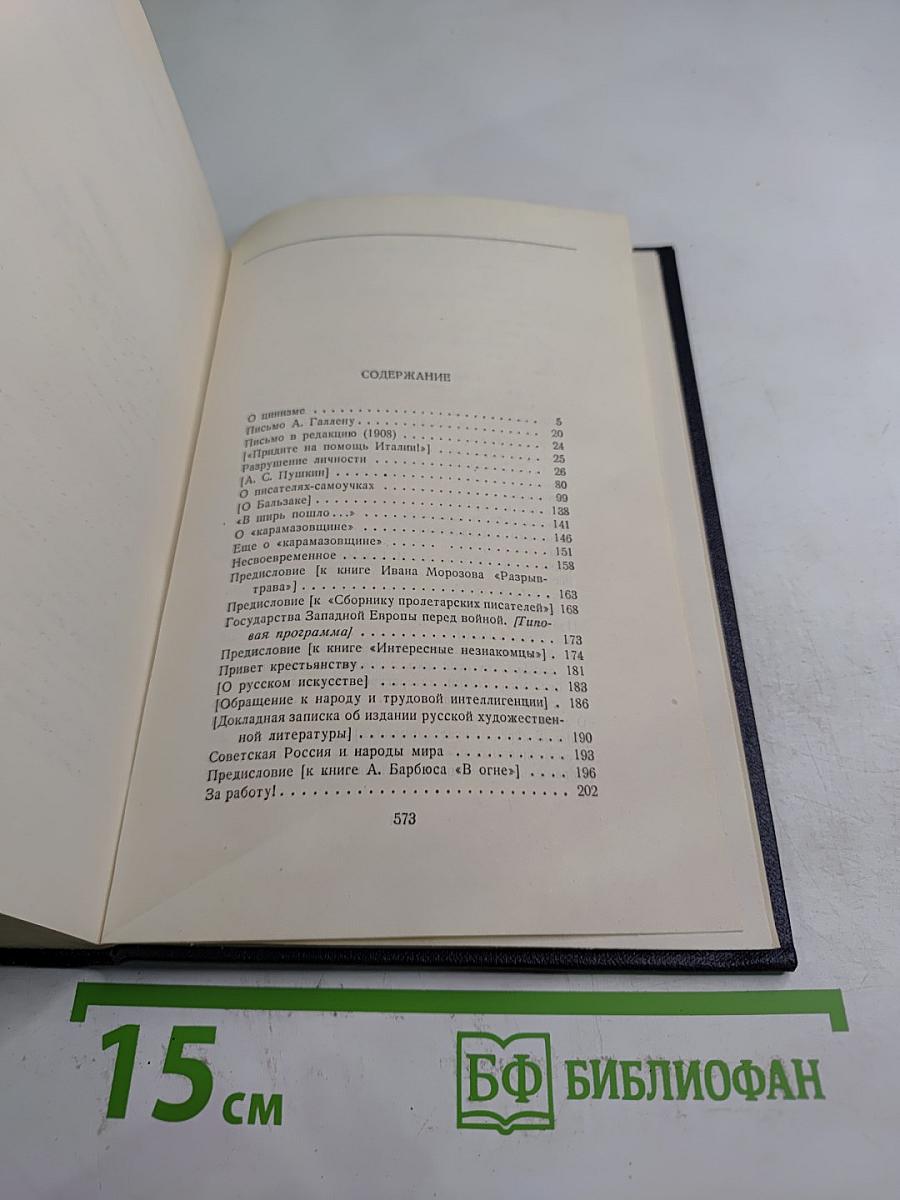 СОДЕРЖАНИЕ
О цинизме . . . . . . . . . . . . . . . . . . . . . 5
Письмо А. Галлену . . . . . . . . . . . . . . . . . 20
Письмо в редакцию (1908) . . . . . . . . . . . . . 24
[«Придите на помощь Италии!»] . . . . . . . . . . 25
Разрушение личности . . . . . . . . . . . . . . . 26
[А. С. Пушкин] . . . . . . . . . . . . . . . . . . 80
О писателях-самоучках . . . . . . . . . . . . . . 99
[О Бальзаке] . . . . . . . . . . . . . . . . . . . 138
«В ширь пошло...» . . . . . . . . . . . . . . . . 141
О «карамазовщине» . . . . . . . . . . . . . . . . 146
Еще о «карамазовщине» . . . . . . . . . . . . . . 151
Несвоевременное . . . . . . . . . . . . . . . . . 158
Предисловие [к книге Ивана Морозова «Разрыв-
трава»] . . . . . . . . . . . . . . . . . . . . . 163
Предисловие [к «Сборнику пролетарских писателей»] 168
Государства Западной Европы перед войной. [Типо-
вая программа] . . . . . . . . . . . . . . . . . . 173
Предисловие [к книге «Интересные незнакомцы»] . 174
Привет крестьянству . . . . . . . . . . . . . . . 181
[О русском искусстве] . . . . . . . . . . . . . . 183
[Обращение к народу и трудовой интеллигенции] . 186
[Докладная записка об издании русской художествен-
ной литературы] . . . . . . . . . . . . . . . . . 190
Советская Россия и народы мира . . . . . . . . . 193
Предисловие [к книге А. Барбюса «В огне»] . . . . 196
За работу! . . . . . . . . . . . . . . . . . . . . 202
573
15 см
БФ БИБЛИОФАН